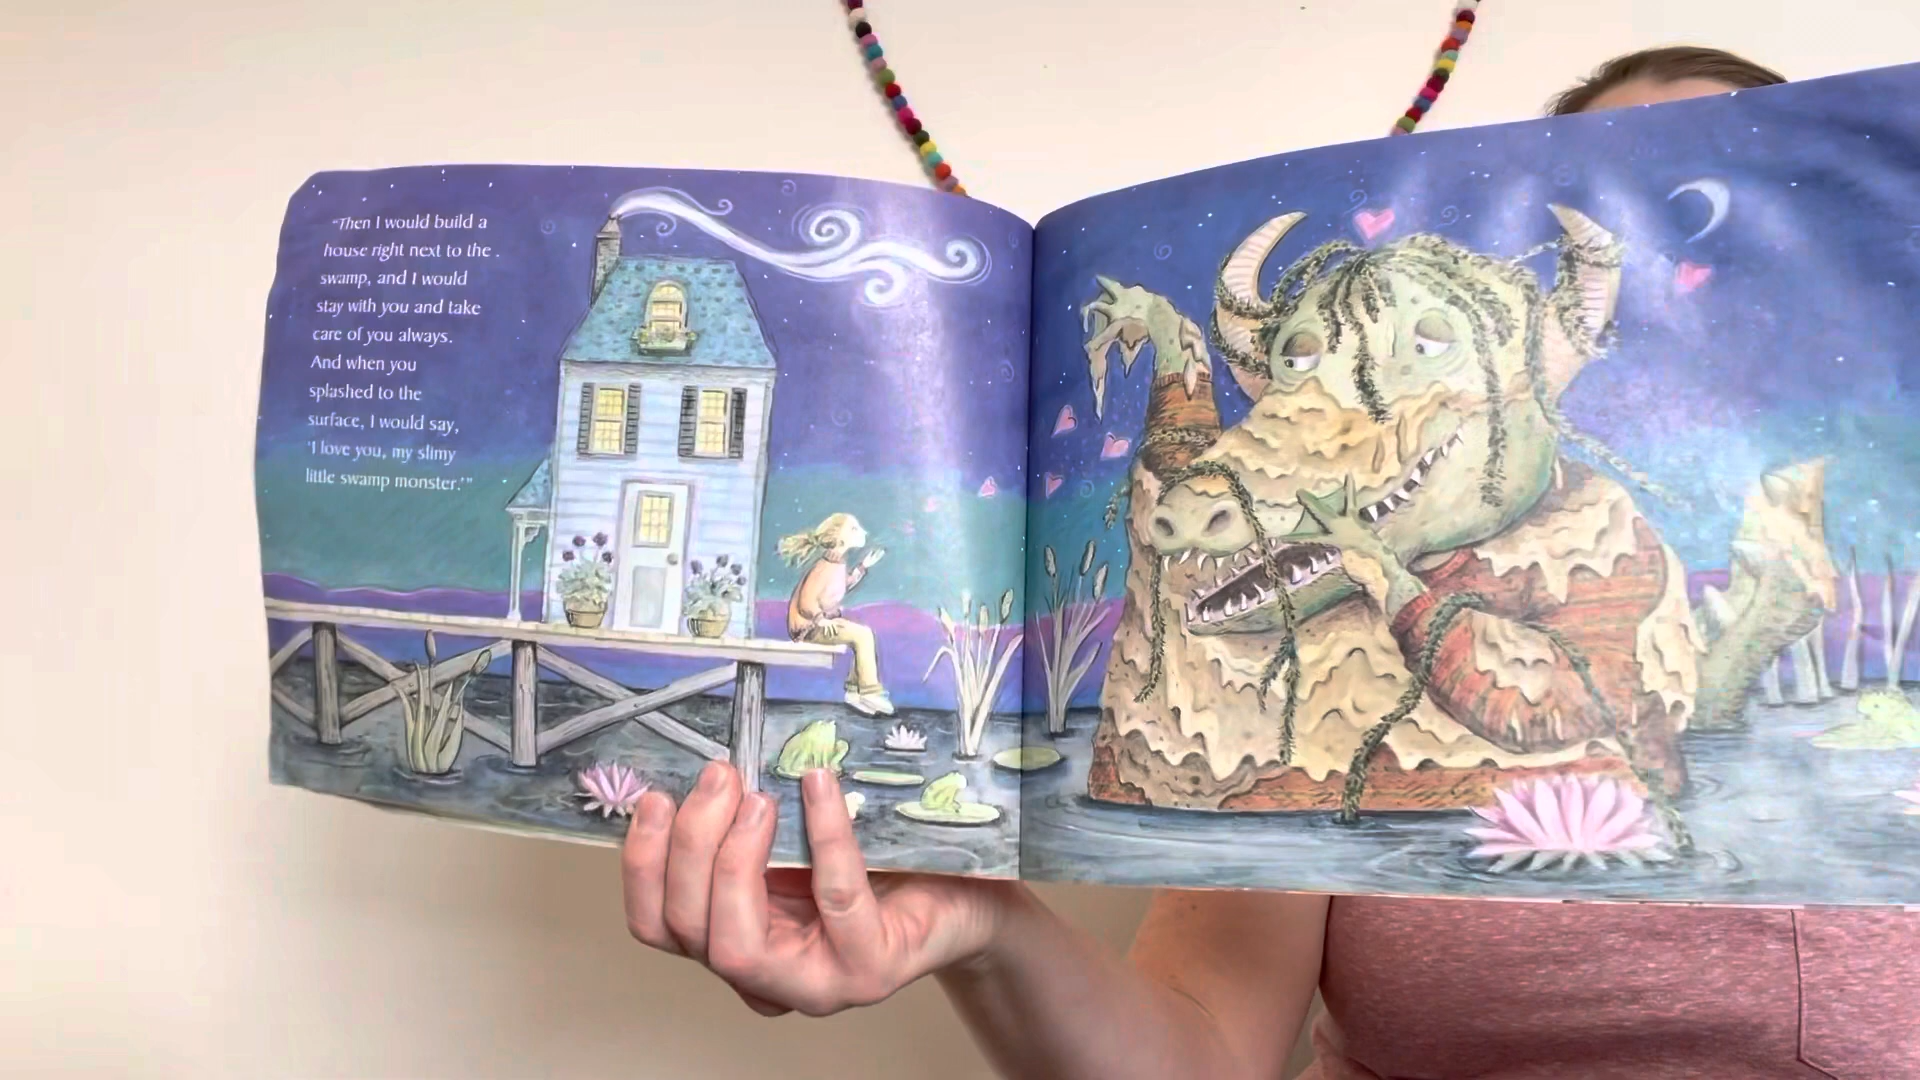 "Then I would build a
house right next to the
swamp, and I would
stay with you and take
care of you always.
And when you
splashed to the
surface, I would say,
'I love you, my slimy
little swamp monster.'"